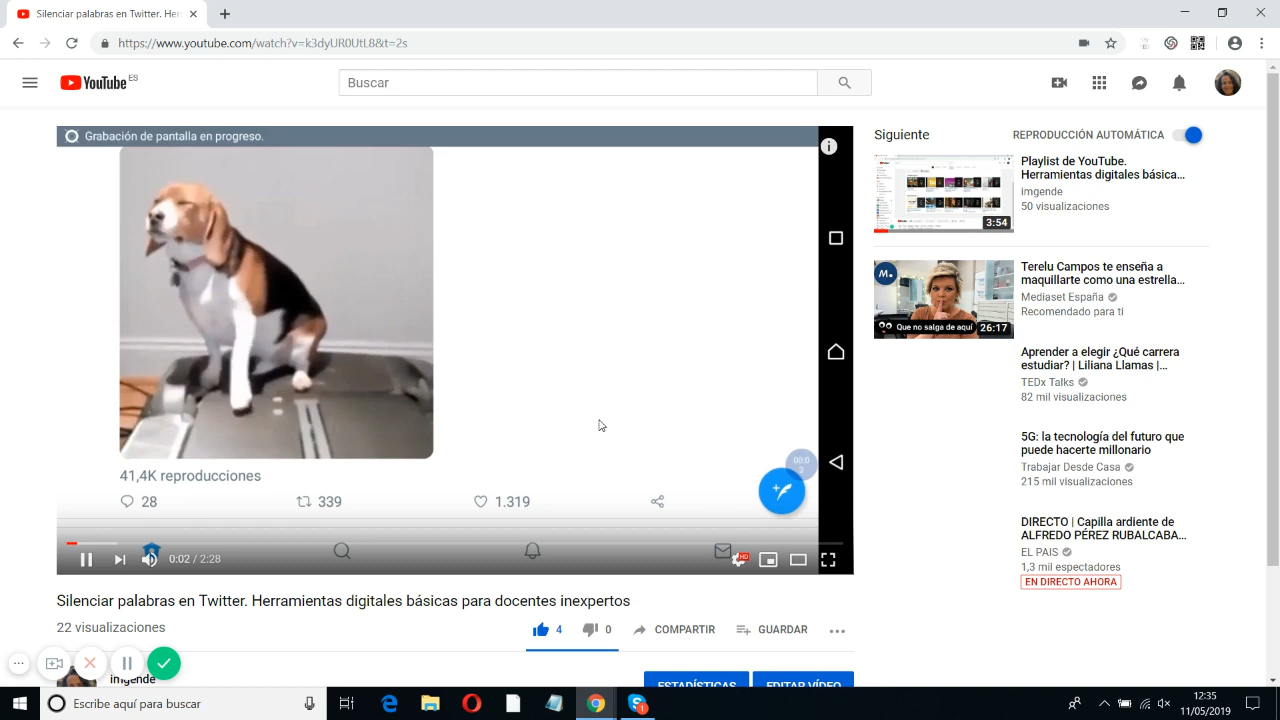 Silenciar palabras en Twitter. Her
https://www.youtube.com/watch?v=k3dyUR0UtL8&t=2s
YouTube ES
Buscar
Grabación de pantalla en progreso.
41,4K reproducciones
28 339 1.319
0:02 / 2:28
HD
Silenciar palabras en Twitter. Herramientas digitales básicas para docentes inexpertos
22 visualizaciones
4 0 COMPARTIR GUARDAR
imgende
ESTADÍSTICAS EDITAR VÍDEO
Siguiente REPRODUCCIÓN AUTOMÁTICA
3:54
Playlist de YouTube.
Herramientas digitales básica...
imgende
50 visualizaciones
M.
Que no salga de aquí 26:17
Terelu Campos te enseña a
maquillarte como una estrella...
Mediaset España
Recomendado para ti
Aprender a elegir ¿Qué carrera
estudiar? | Liliana Llamas |...
TEDx Talks
82 mil visualizaciones
5G: la tecnología del futuro que
puede hacerte millonario
Trabajar Desde Casa
215 mil visualizaciones
DIRECTO | Capilla ardiente de
ALFREDO PÉREZ RUBALCABA...
EL PAIS
1,3 mil espectadores
EN DIRECTO AHORA
Escribe aquí para buscar
1
12:35
11/05/2019